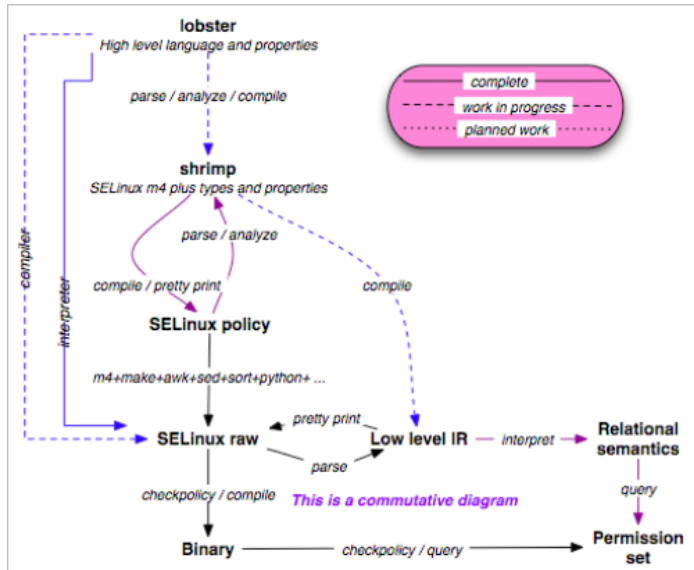 lobster
High level language and properties
complete
work in progress
planned work
parse / analyze / compile
shrimp
SELinux m4 plus types and properties
parse / analyze
compiler
interpreter
compile / pretty print
compile
SELinux policy
m4+make+awk+sed+sort+python+ ...
pretty print
SELinux raw
Low level IR
interpret
Relational
semantics
parse
checkpolicy / compile
This is a commutative diagram
query
Binary
checkpolicy / query
Permission
set